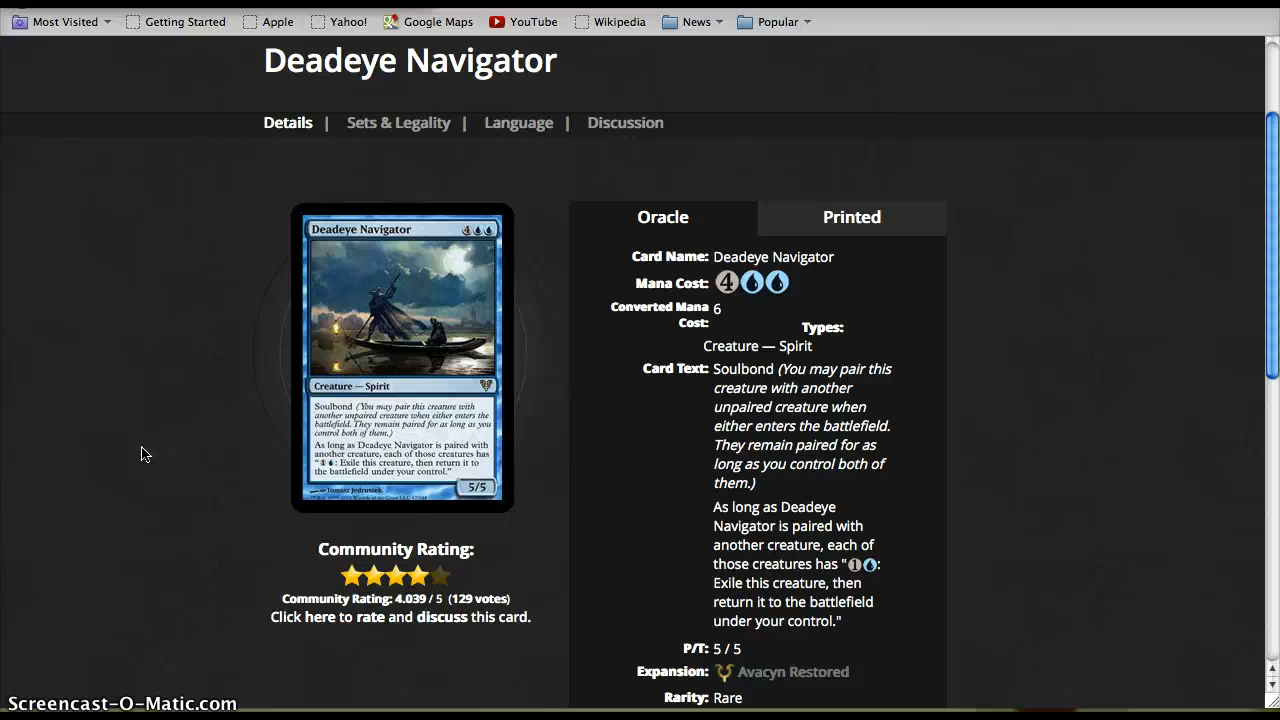 Most Visited Getting Started Apple Yahoo! Google Maps YouTube Wikipedia News Popular
Deadeye Navigator
Details | Sets & Legality | Language | Discussion
Deadeye Navigator 4
Creature — Spirit
Soulbond (You may pair this creature with
another unpaired creature when either enters the
battlefield. They remain paired for as long as you
control both of them.)
As long as Deadeye Navigator is paired with
another creature, each of those creatures has
"1: Exile this creature, then return it to
the battlefield under your control."
Tomasz Jedruszek
5/5
Community Rating:
Community Rating: 4.039 / 5 (129 votes)
Click here to rate and discuss this card.
Oracle Printed
Card Name: Deadeye Navigator
Mana Cost: 4
Converted Mana
Cost: 6
Types:
Creature — Spirit
Card Text: Soulbond (You may pair this
creature with another
unpaired creature when
either enters the battlefield.
They remain paired for as
long as you control both of
them.)
As long as Deadeye
Navigator is paired with
another creature, each of
those creatures has "1:
Exile this creature, then
return it to the battlefield
under your control."
P/T: 5 / 5
Expansion: Avacyn Restored
Rarity: Rare
Screencast-O-Matic.com